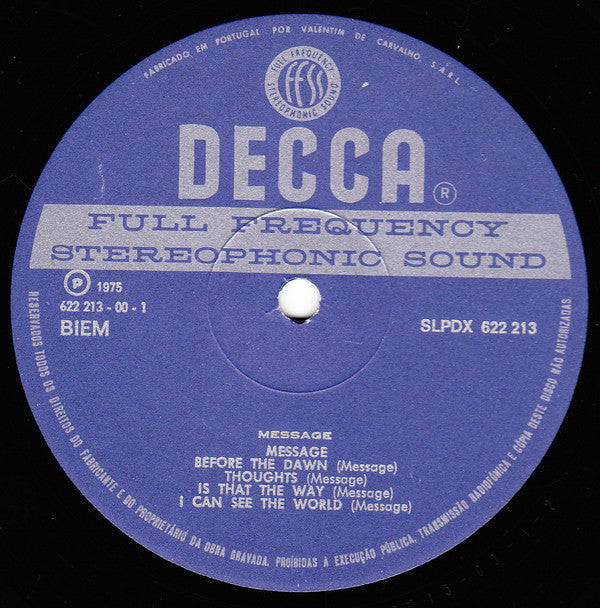 FABRICADO EM PORTUGAL POR VALENTIM DE CARVALHO, S.A.R.L.
FULL FREQUENCY
FFSS
STEREOPHONIC SOUND
DECCA®
FULL FREQUENCY
STEREOPHONIC SOUND
Ⓟ 1975
622 213 - 00 - 1
BIEM
SLPDX 622 213
MESSAGE
MESSAGE
BEFORE THE DAWN (Message)
THOUGHTS (Message)
IS THAT THE WAY (Message)
I CAN SEE THE WORLD (Message)
RESERVADOS TODOS OS DIREITOS DO FABRICANTE E DO PROPRIETÁRIO DA OBRA GRAVADA. PROÍBIDAS A EXECUÇÃO PÚBLICA, TRANSMISSÃO RADIOFÓNICA E CÓPIA DESTE DISCO NÃO AUTORIZADAS